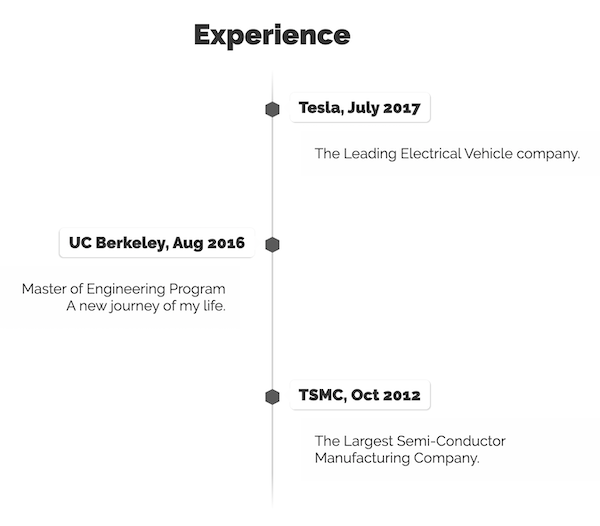 Experience
Tesla, July 2017
The Leading Electrical Vehicle company.
UC Berkeley, Aug 2016
Master of Engineering Program
A new journey of my life.
TSMC, Oct 2012
The Largest Semi-Conductor
Manufacturing Company.